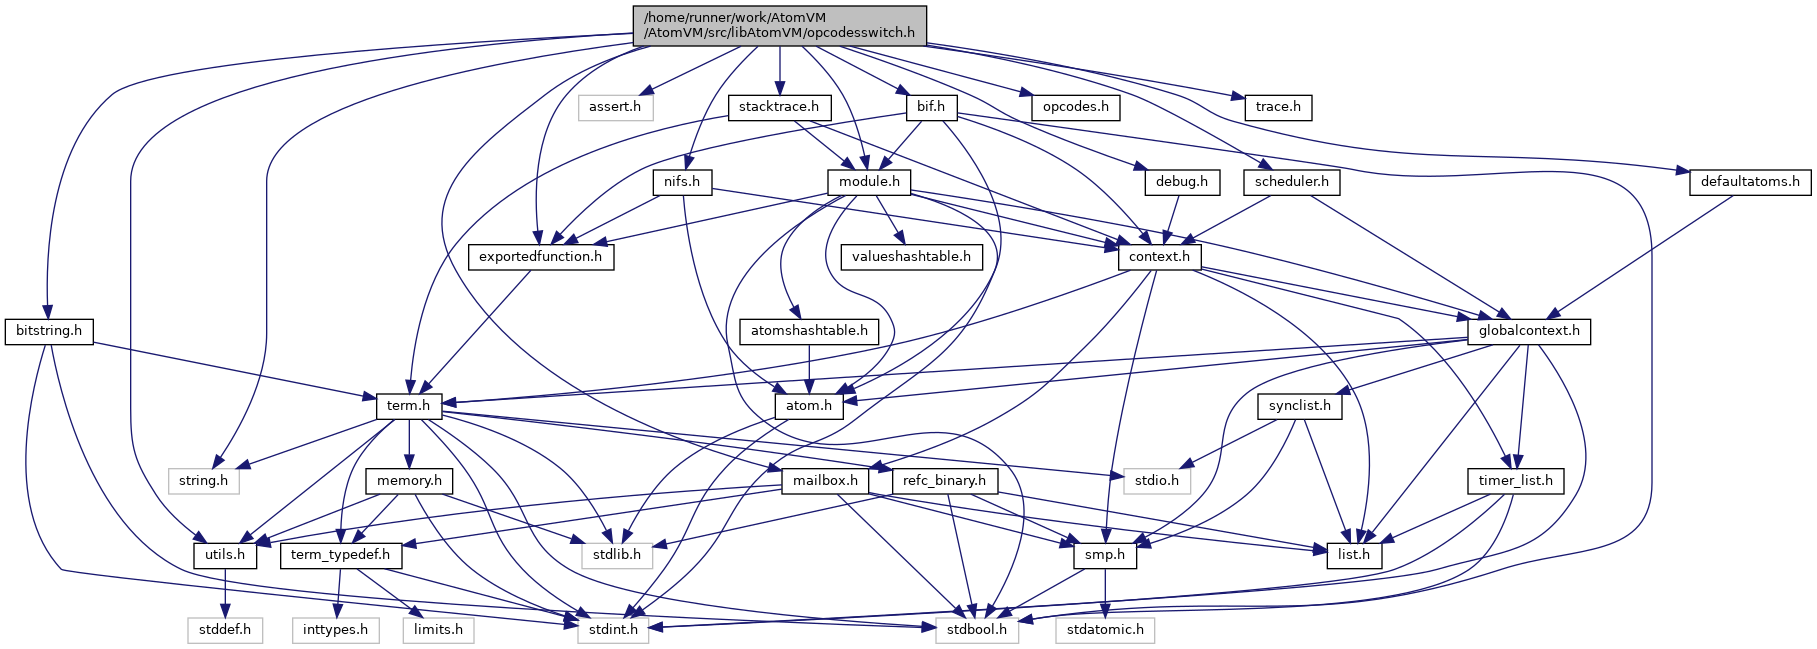 /home/runner/work/AtomVM
/AtomVM/src/libAtomVM/opcodesswitch.h
assert.h
stacktrace.h
bif.h
opcodes.h
trace.h
nifs.h
module.h
debug.h
scheduler.h
defaultatoms.h
exportedfunction.h
valueshashtable.h
context.h
bitstring.h
atomshashtable.h
globalcontext.h
term.h
atom.h
synclist.h
string.h
memory.h
mailbox.h
refc_binary.h
stdio.h
timer_list.h
utils.h
term_typedef.h
stdlib.h
smp.h
list.h
stddef.h
inttypes.h
limits.h
stdint.h
stdbool.h
stdatomic.h